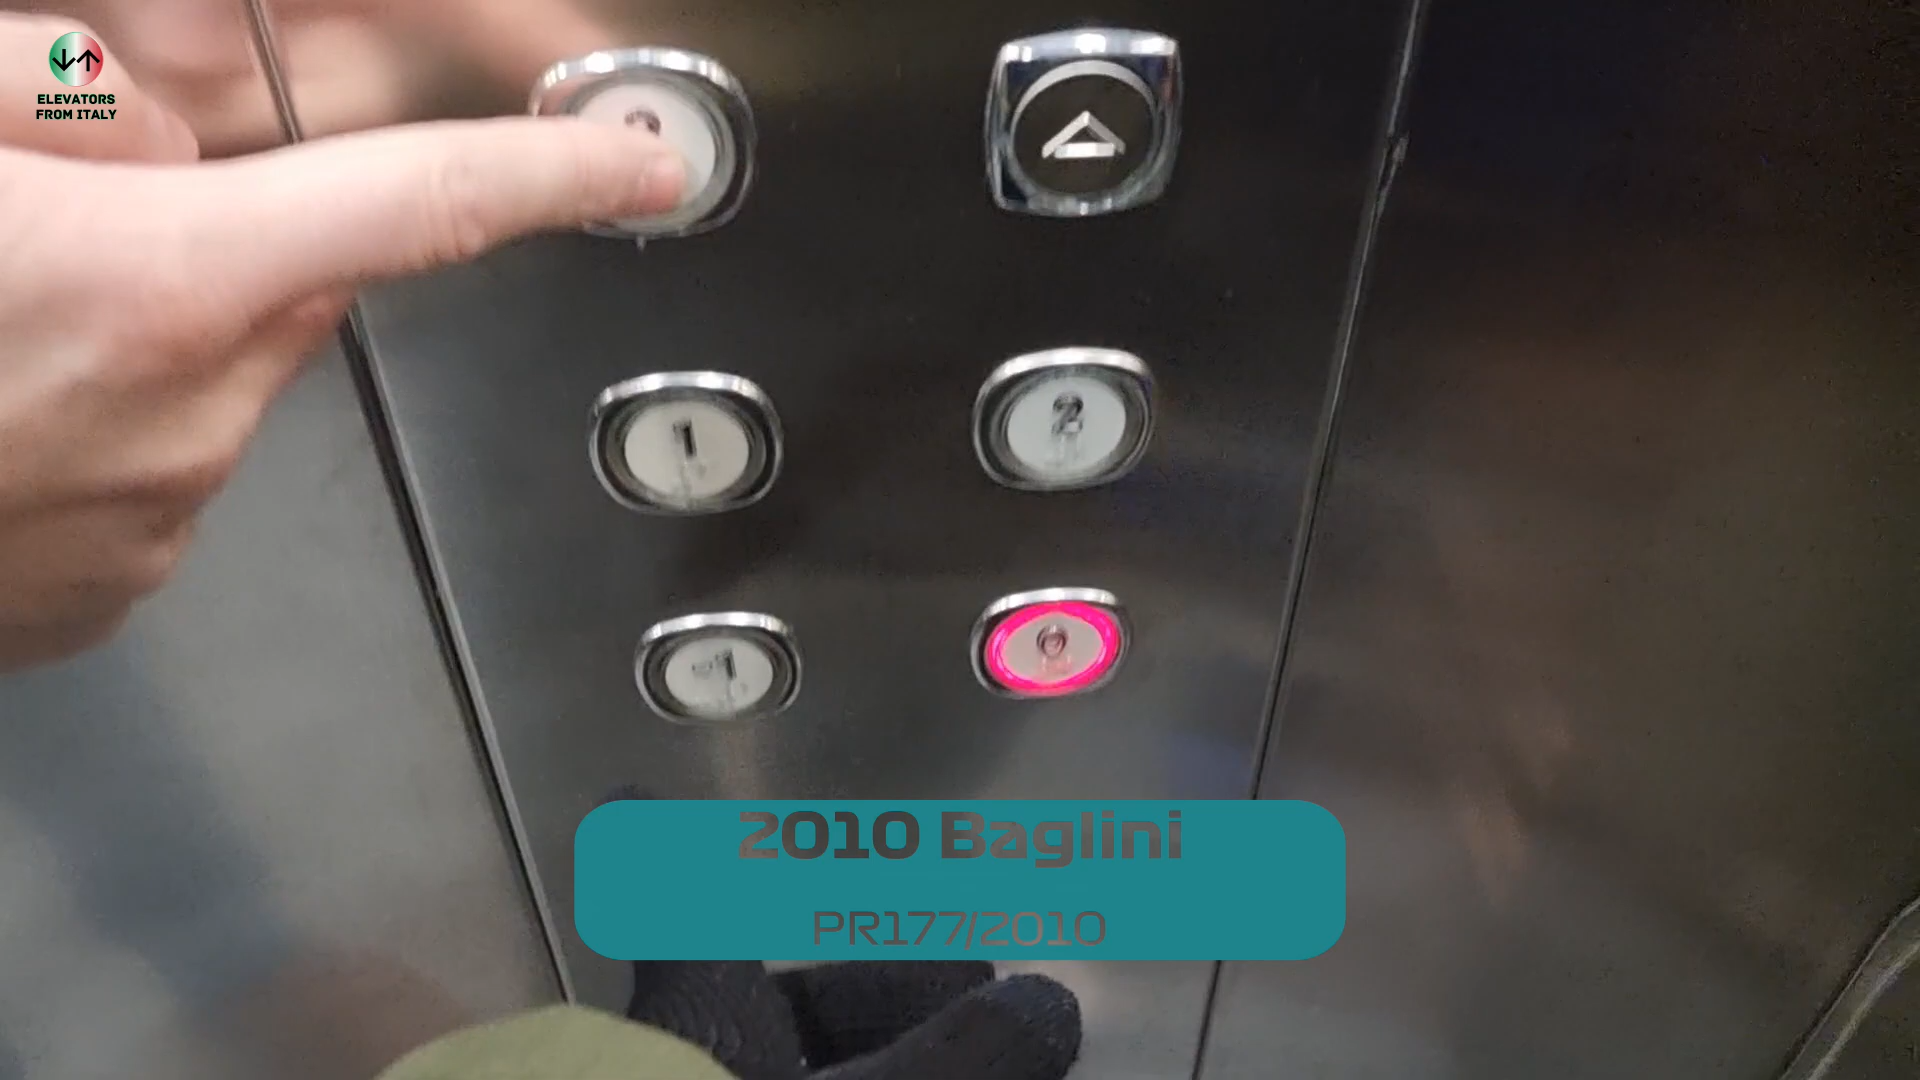 ELEVATORS
FROM ITALY
1
2
-1
0
2010 Baglini
PR177/2010